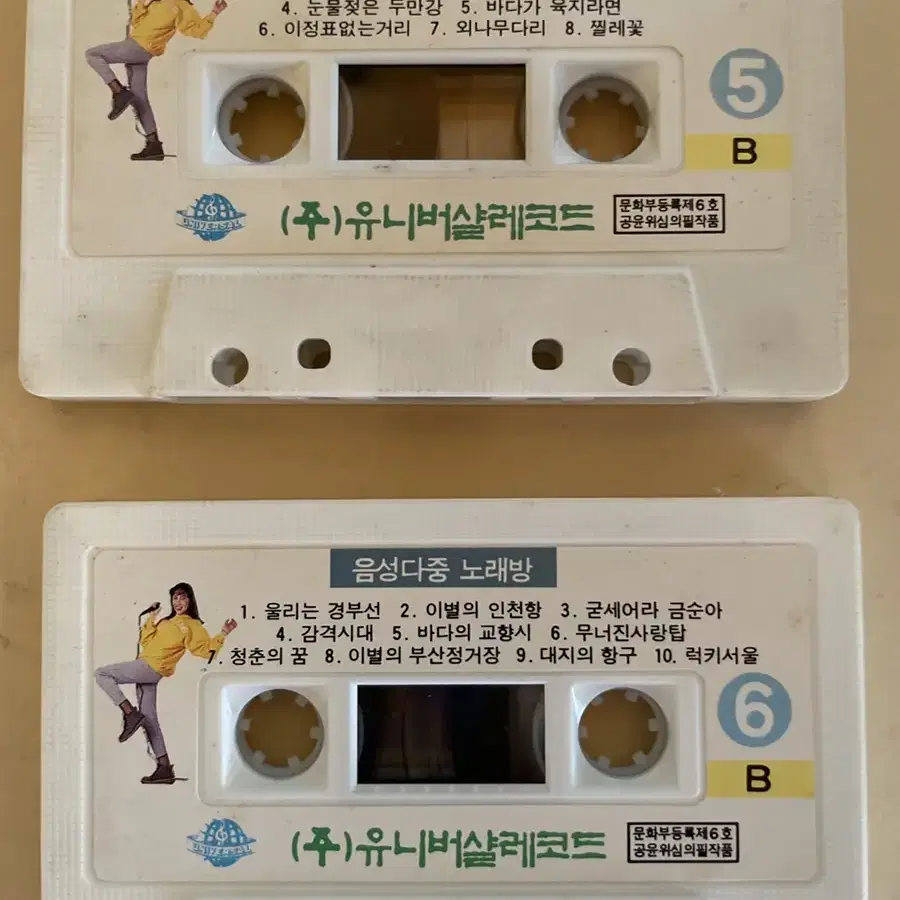 4. 눈물젖은 두만강 5. 바다가 육지라면
6. 이정표없는거리 7. 외나무다리 8. 찔레꽃
5
B
(주)유니버샬레코드
문화부등록제6호
공윤위심의필작품
음성다중 노래방
1. 울리는 경부선 2. 이별의 인천항 3. 굳세어라 금순아
4. 감격시대 5. 바다의 교향시 6. 무너진사랑탑
7. 청춘의 꿈 8. 이별의 부산정거장 9. 대지의 항구 10. 럭키서울
6
B
(주)유니버샬레코드
문화부등록제6호
공윤위심의필작품